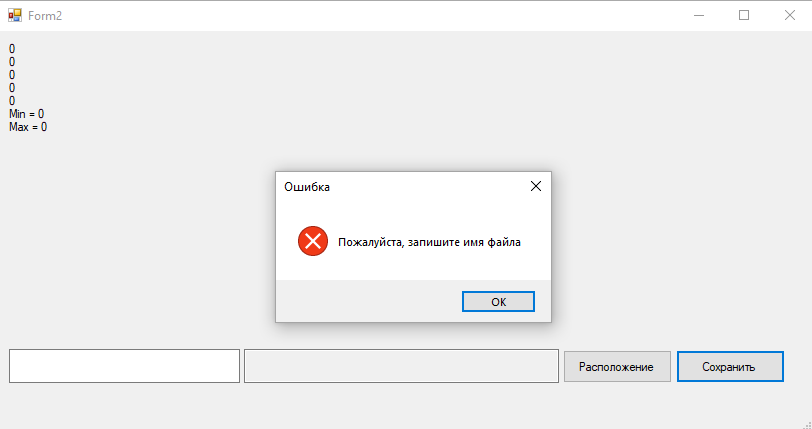 Form2
0
0
0
0
0
Min = 0
Max = 0
Ошибка
Пожалуйста, запишите имя файла
OK
Расположение
Сохранить